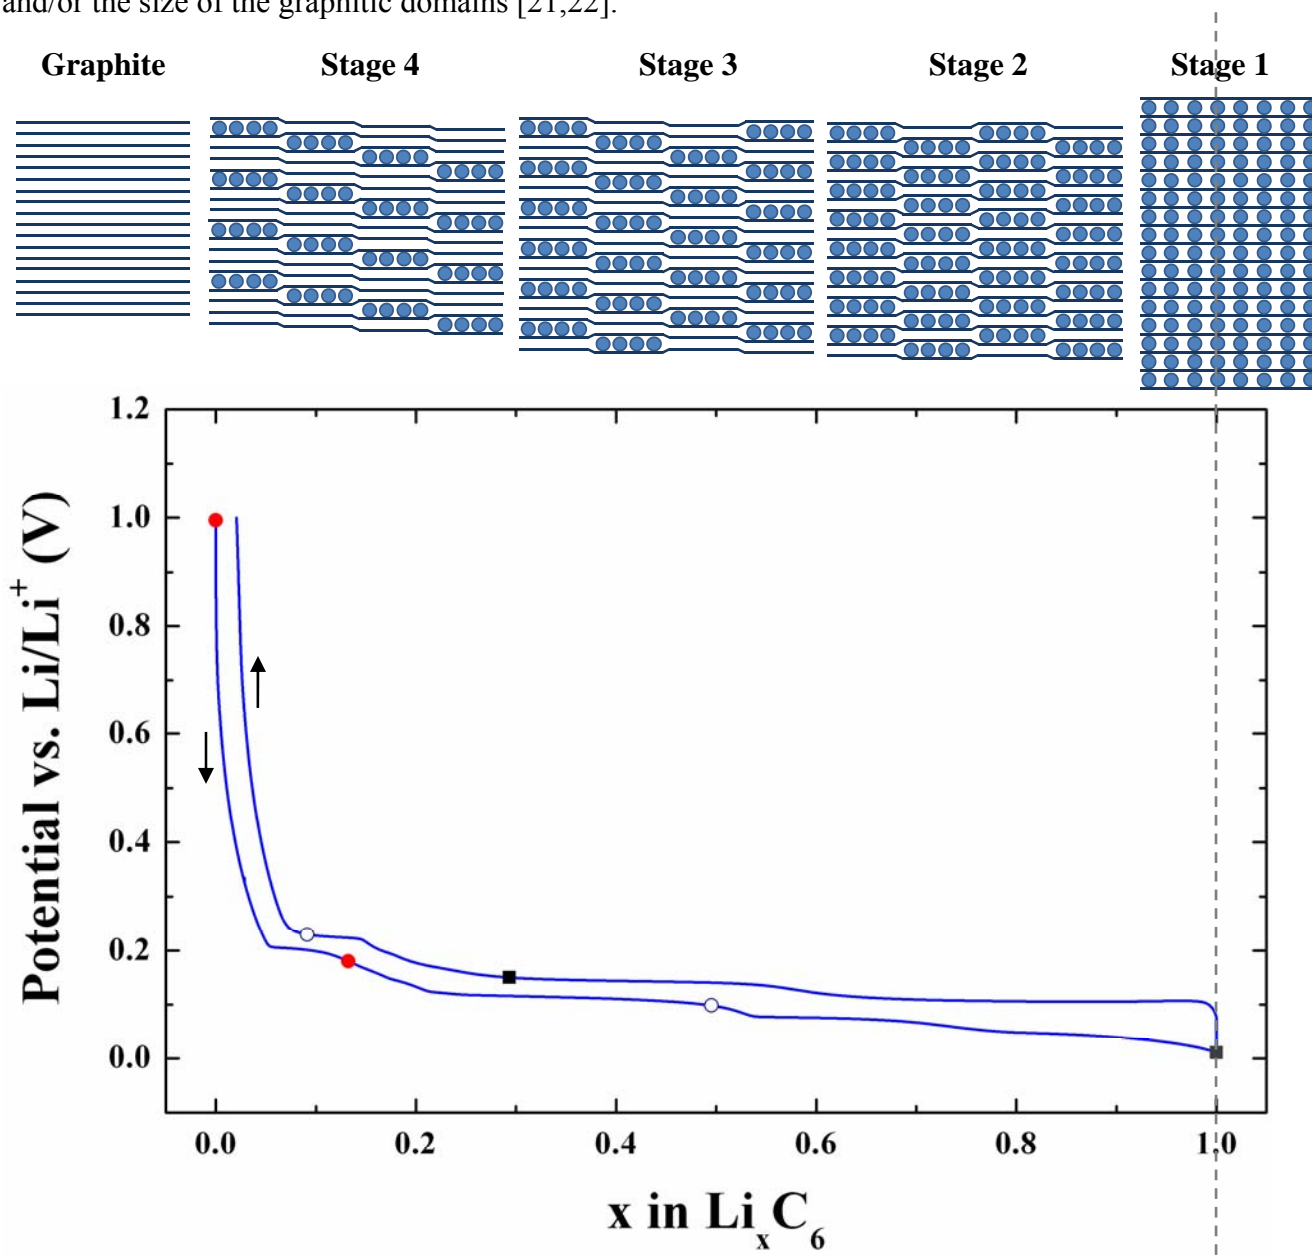 and/or the size of the graphitic domains [21,22].
Graphite Stage 4 Stage 3 Stage 2 Stage 1
1.2
1.0
0.8
0.6
0.4
0.2
0.0
Potential vs. Li/Li⁺ (V)
0.0 0.2 0.4 0.6 0.8 1.0
x in LiₓC₆